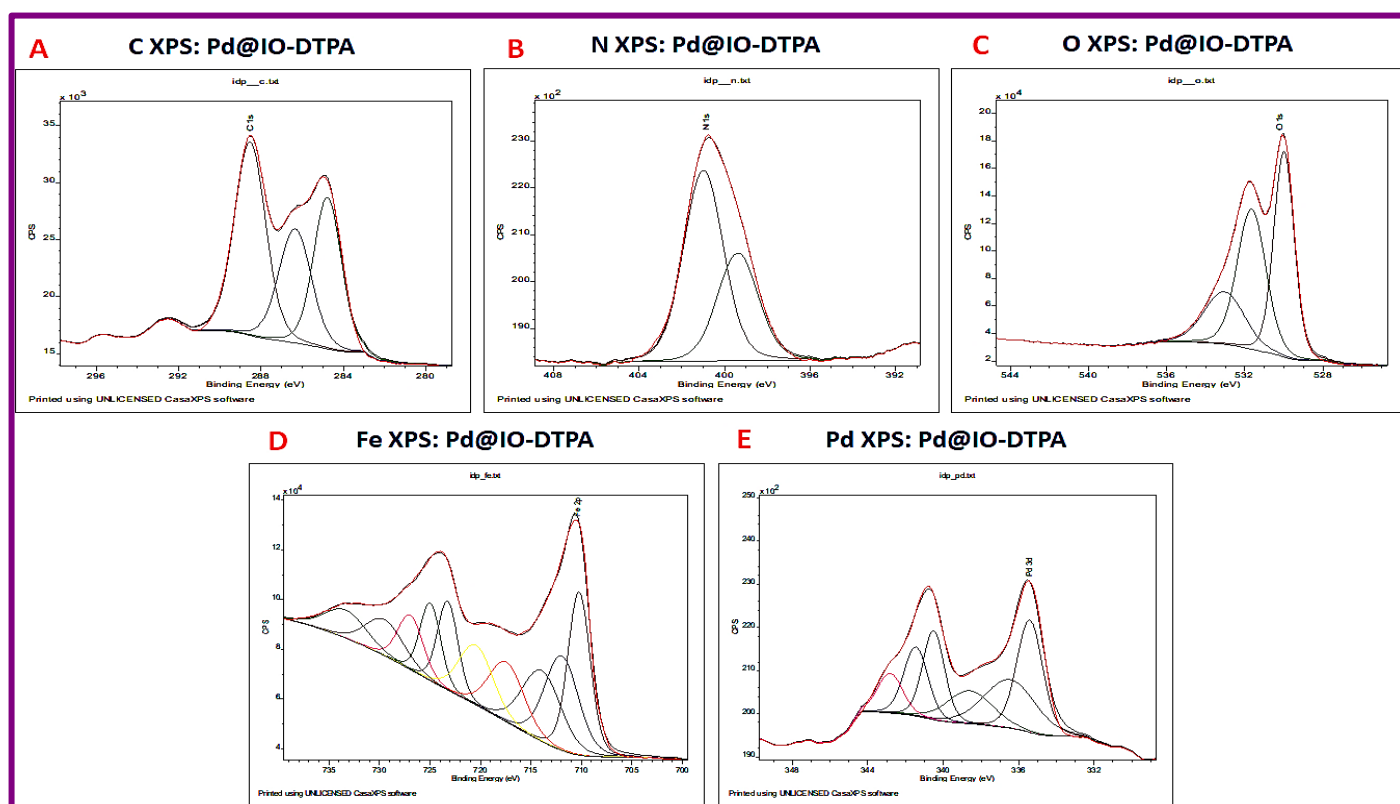 A C XPS: Pd@IO-DTPA
idp__c.txt
x 10³
C 1s
35
30
25
20
15
CPS
296 292 288 284 280
Binding Energy (eV)
Printed using UNLICENSED CasaXPS software
B N XPS: Pd@IO-DTPA
idp__n.txt
x 10²
N 1s
230
220
210
200
190
CPS
408 404 400 396 392
Binding Energy (eV)
Printed using UNLICENSED CasaXPS software
C O XPS: Pd@IO-DTPA
idp__o.txt
x 10⁴
O 1s
20
18
16
14
12
10
8
6
4
2
CPS
544 540 536 532 528
Binding Energy (eV)
Printed using UNLICENSED CasaXPS software
D Fe XPS: Pd@IO-DTPA
idp_fe.txt
x 10⁴
Fe 2p
14
12
10
8
6
4
CPS
735 730 725 720 715 710 705 700
Binding Energy (eV)
Printed using UNLICENSED CasaXPS software
E Pd XPS: Pd@IO-DTPA
idp_pd.txt
x 10²
Pd 3d
250
240
230
220
210
200
190
CPS
348 344 340 336 332
Binding Energy (eV)
Printed using UNLICENSED CasaXPS software